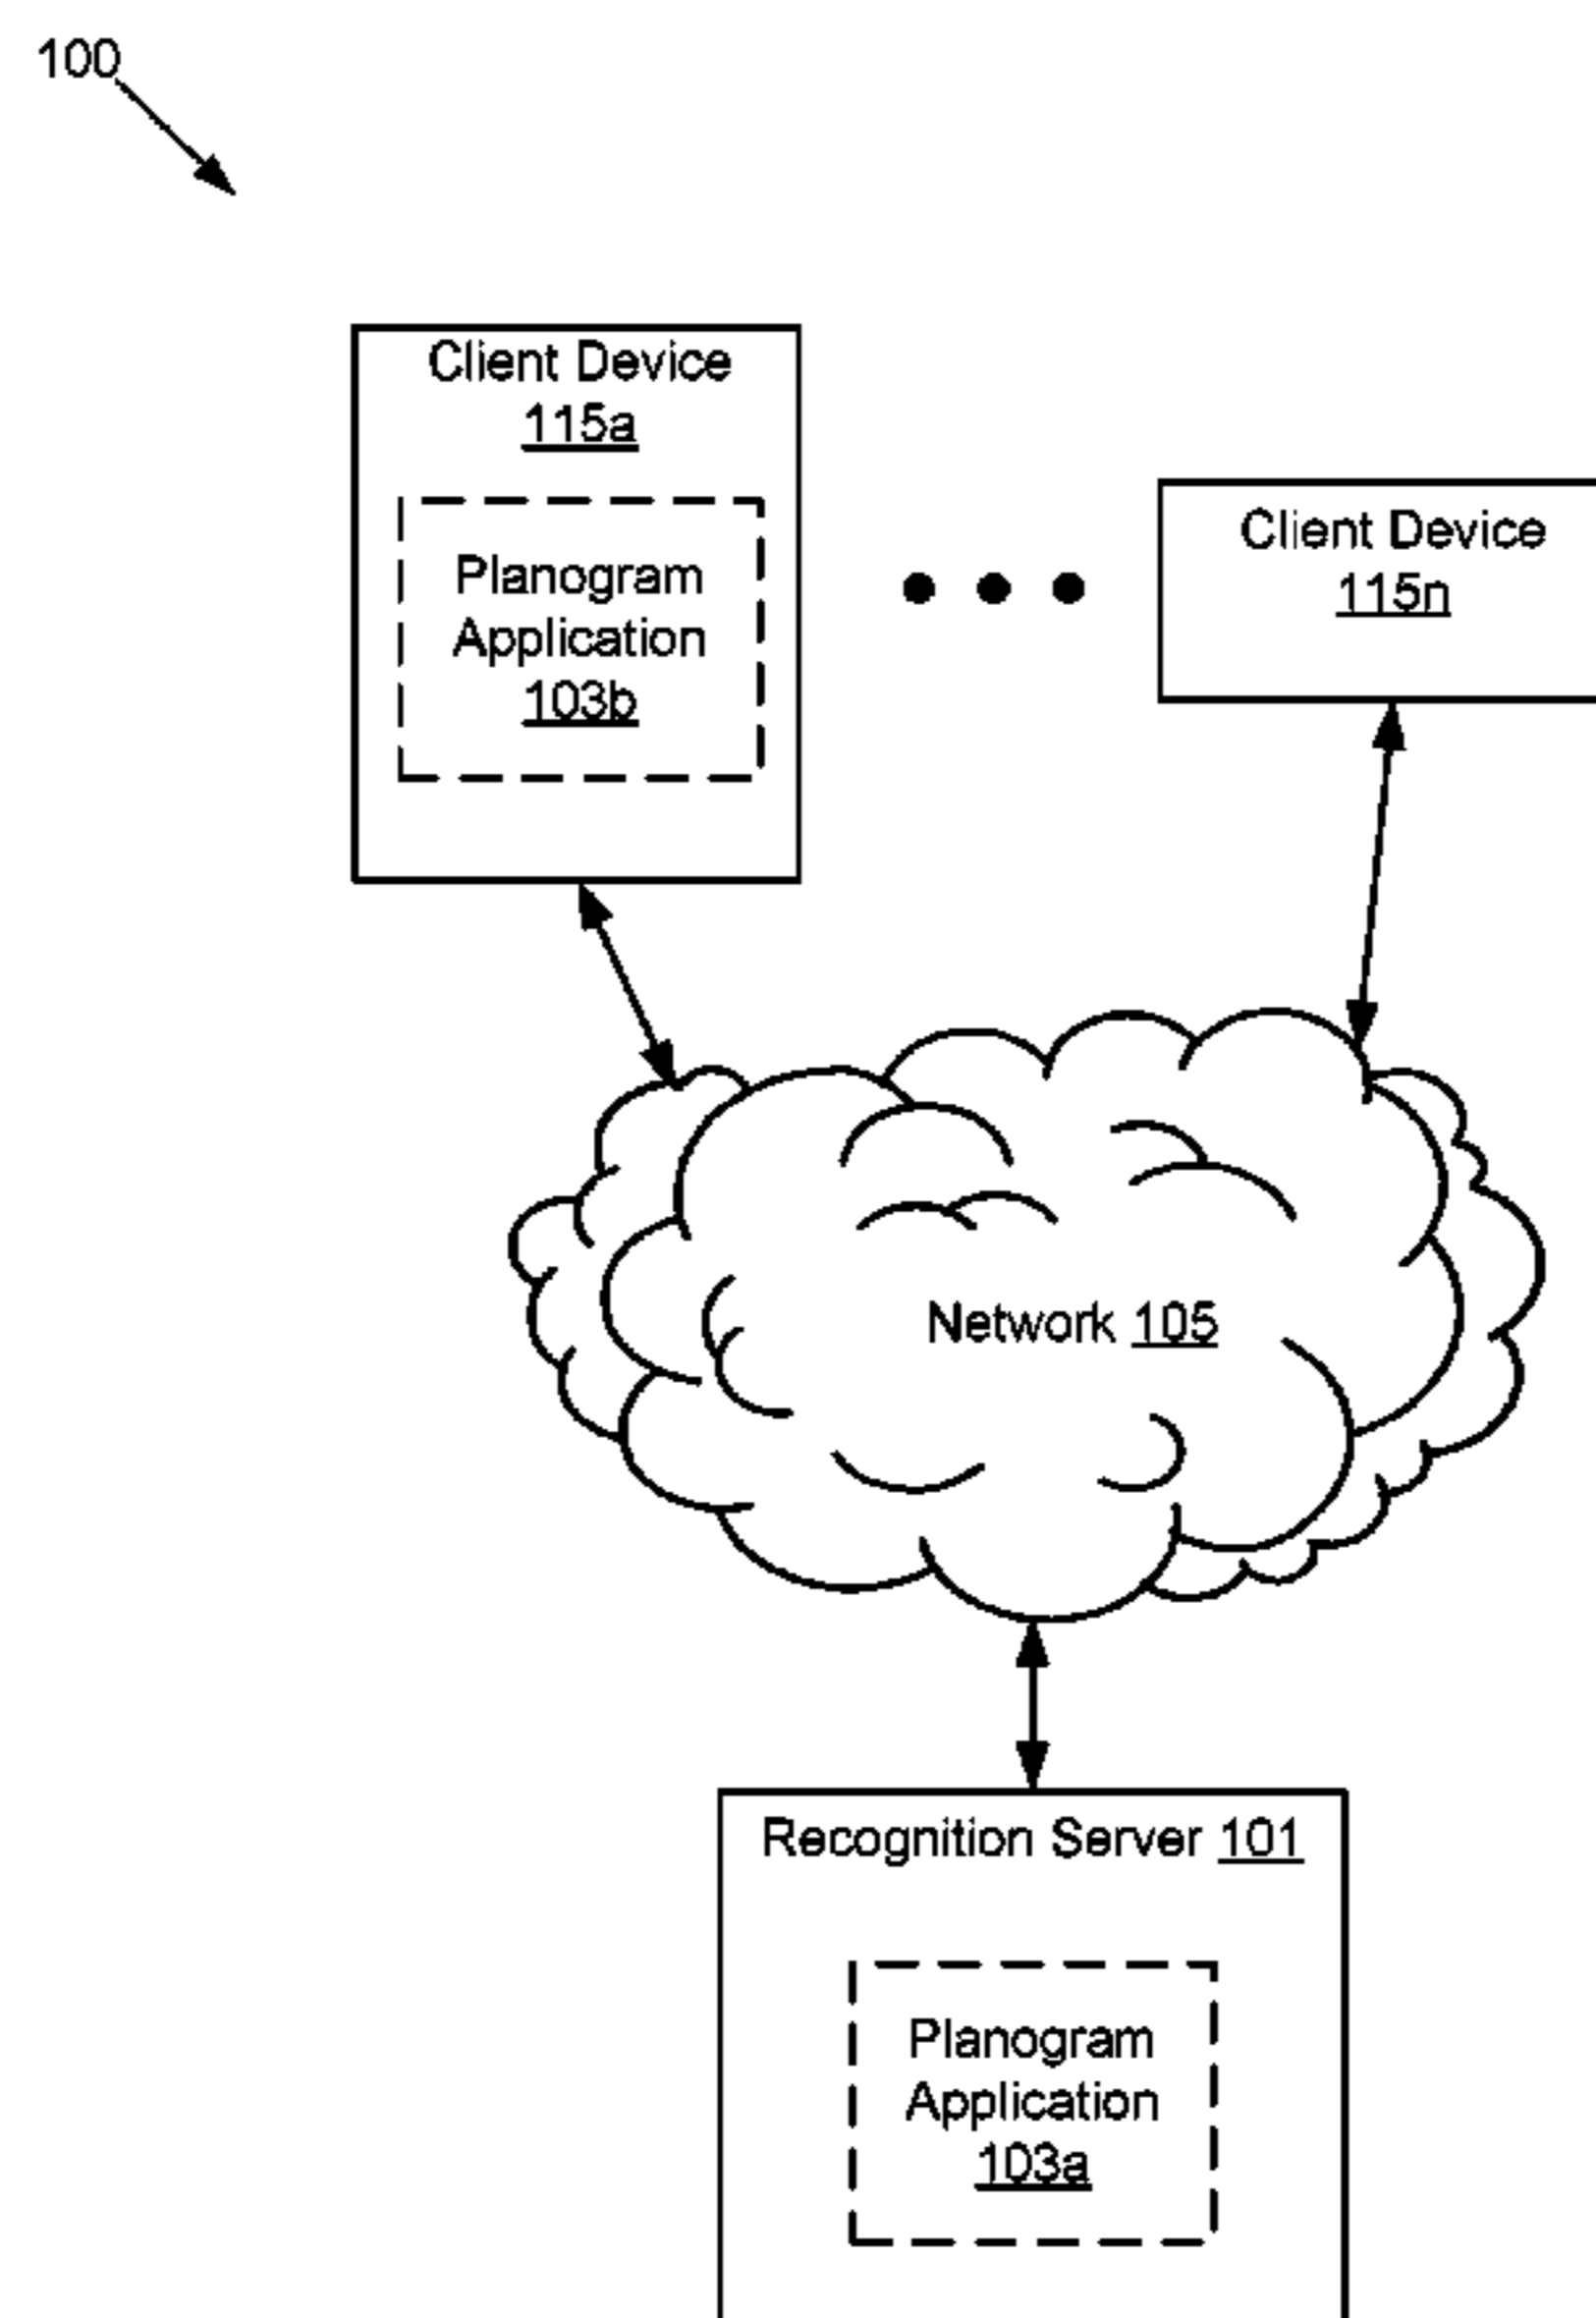 100
Client Device
115a
Planogram
Application
103b
Client Device
115n
Network 105
Recognition Server 101
Planogram
Application
103a